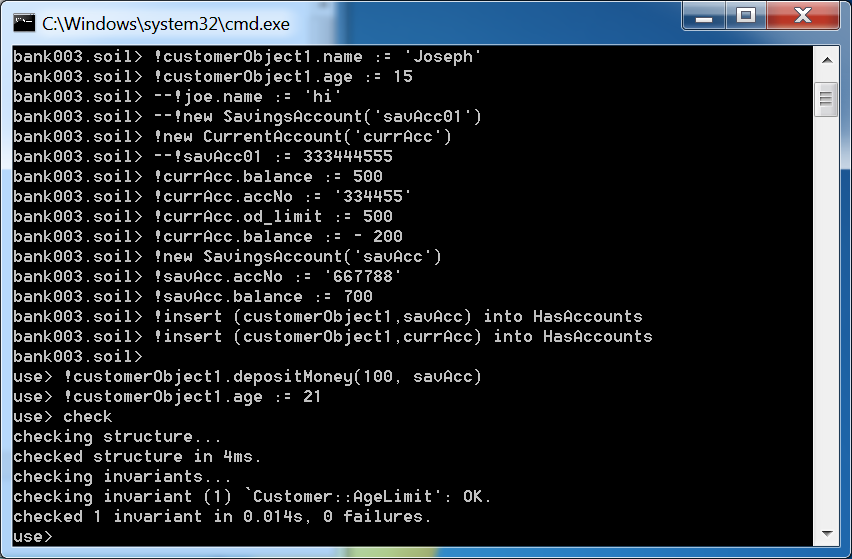 C:\Windows\system32\cmd.exe
bank003.soil> !customerObject1.name := 'Joseph'
bank003.soil> !customerObject1.age := 15
bank003.soil> --!joe.name := 'hi'
bank003.soil> --!new SavingsAccount('savAcc01')
bank003.soil> !new CurrentAccount('currAcc')
bank003.soil> --!savAcc01 := 333444555
bank003.soil> !currAcc.balance := 500
bank003.soil> !currAcc.accNo := '334455'
bank003.soil> !currAcc.od_limit := 500
bank003.soil> !currAcc.balance := - 200
bank003.soil> !new SavingsAccount('savAcc')
bank003.soil> !savAcc.accNo := '667788'
bank003.soil> !savAcc.balance := 700
bank003.soil> !insert (customerObject1,savAcc) into HasAccounts
bank003.soil> !insert (customerObject1,currAcc) into HasAccounts
bank003.soil>
use> !customerObject1.depositMoney(100, savAcc)
use> !customerObject1.age := 21
use> check
checking structure...
checked structure in 4ms.
checking invariants...
checking invariant (1) `Customer::AgeLimit': OK.
checked 1 invariant in 0.014s, 0 failures.
use>